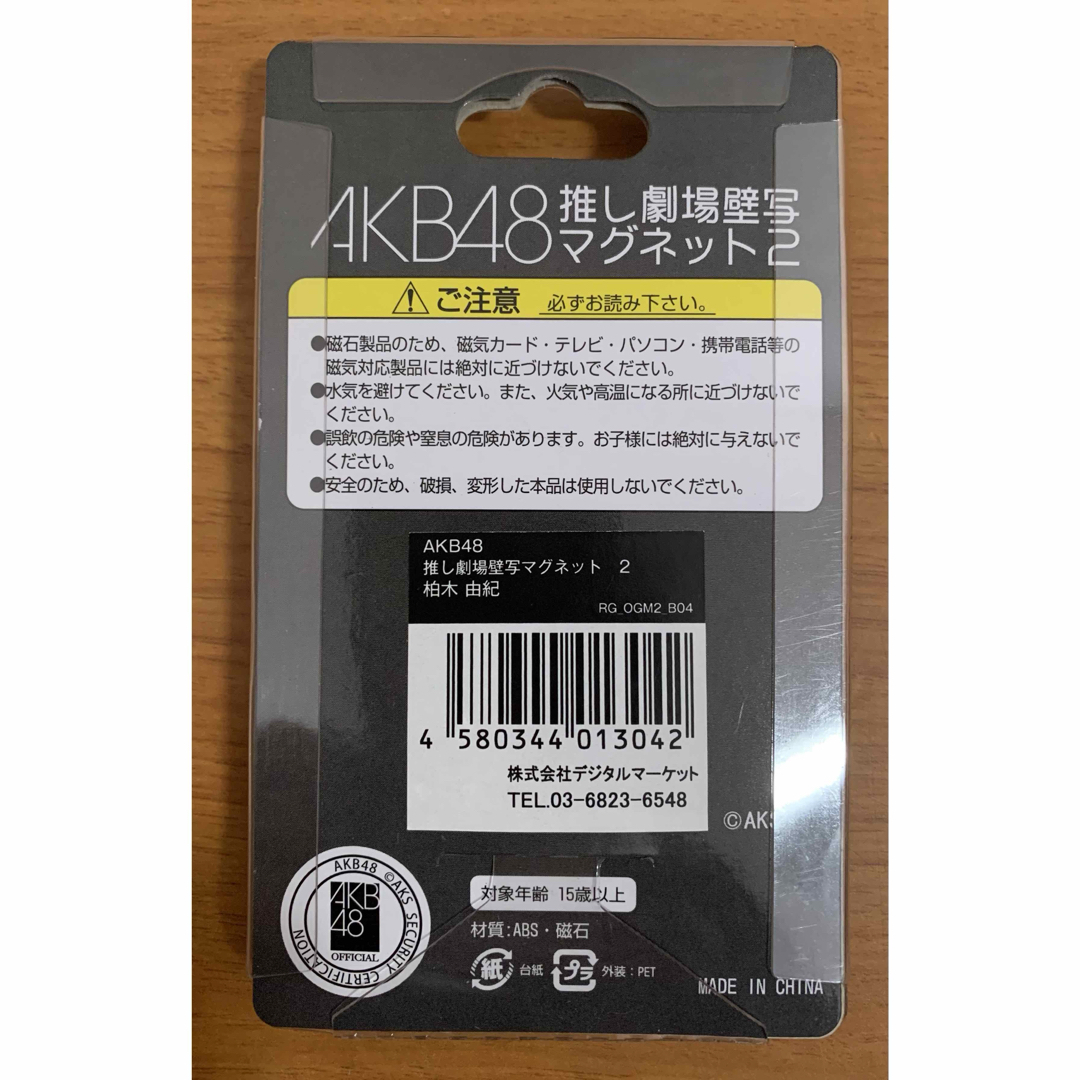 AKB48 推し劇場壁写
マグネット2
ご注意 必ずお読み下さい。
●磁石製品のため、磁気カード・テレビ・パソコン・携帯電話等の
磁気対応製品には絶対に近づけないでください。
●水気を避けてください。また、火気や高温になる所に近づけないで
ください。
●誤飲の危険や窒息の危険があります。お子様には絶対に与えないで
ください。
●安全のため、破損、変形した本品は使用しないでください。
AKB48
推し劇場壁写マグネット 2
柏木 由紀
RG_OGM2_B04
4 580344 013042
株式会社デジタルマーケット
TEL.03-6823-6548
©AKS
AKB48 ©AKS SECURITY CERTIFICATION
AKB
48
OFFICIAL
対象年齢 15歳以上
材質:ABS・磁石
紙 台紙 プラ 外装:PET
MADE IN CHINA